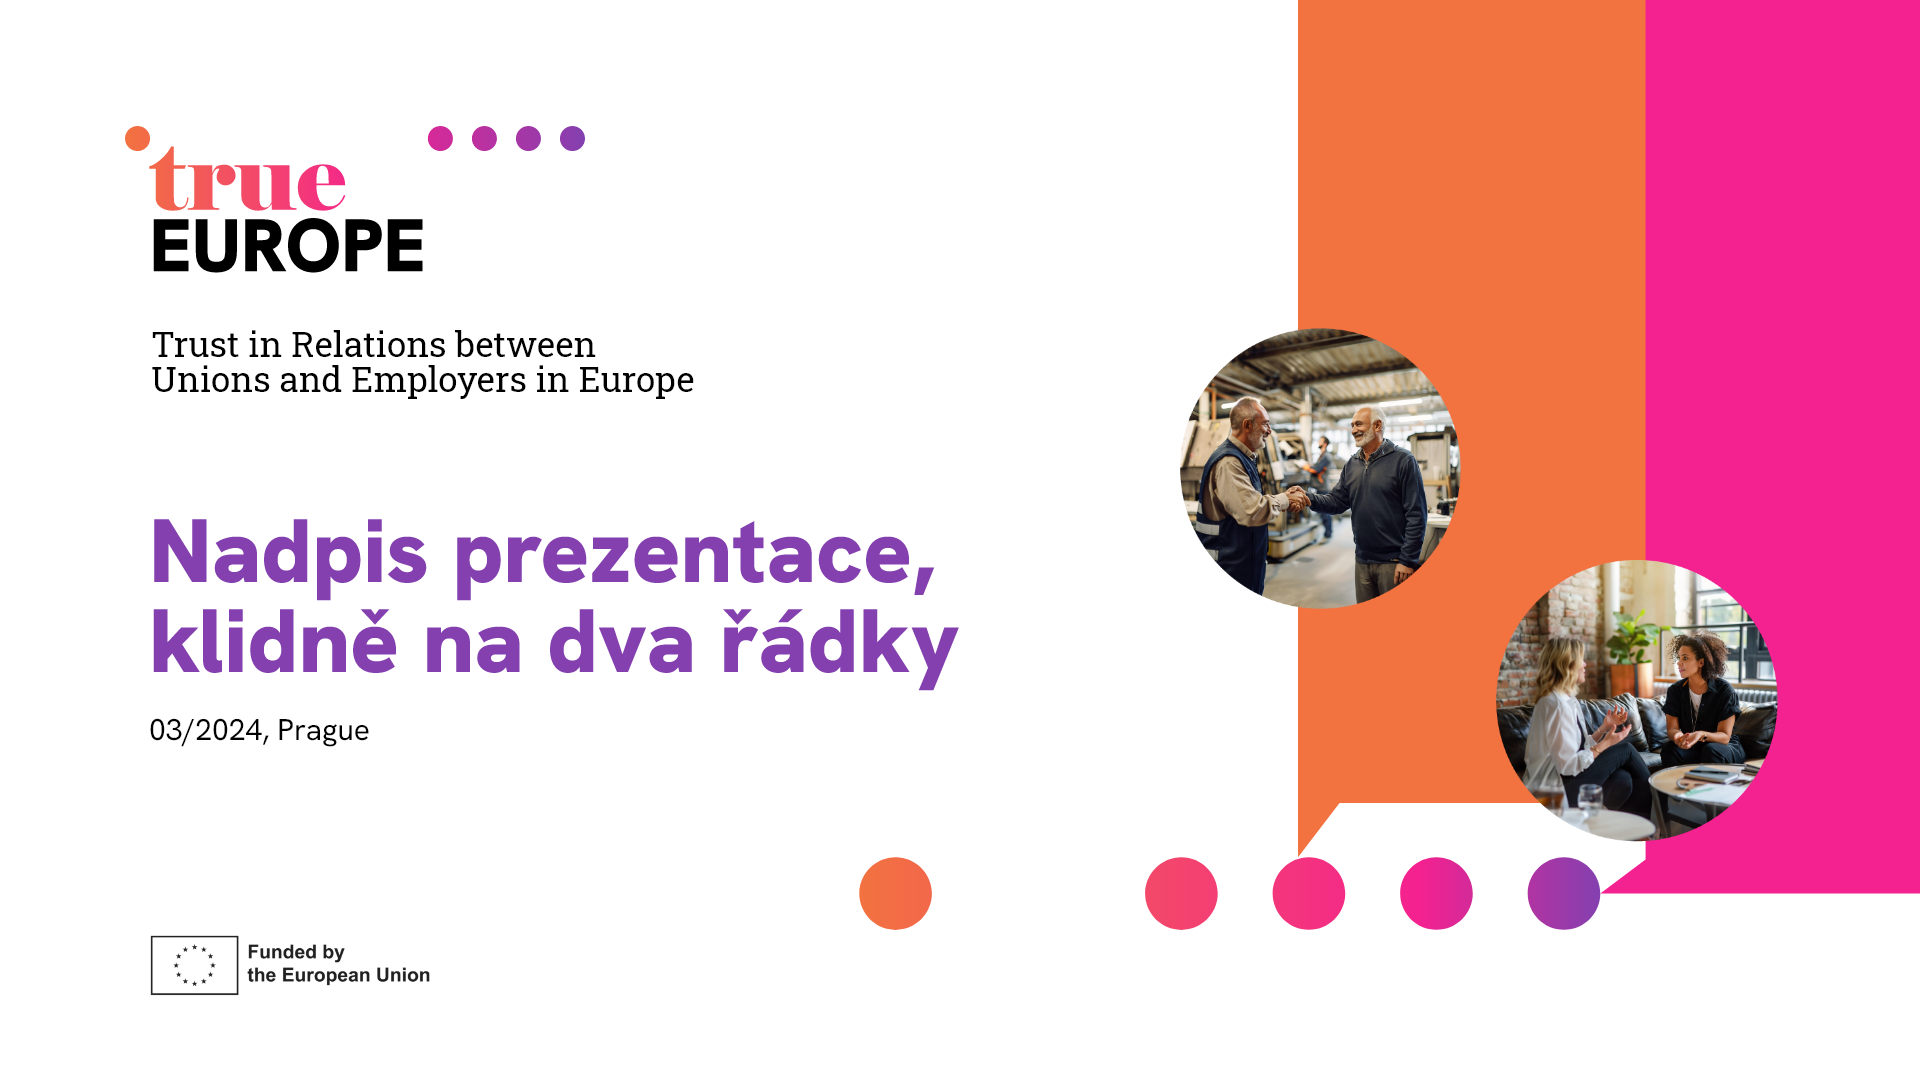 true
EUROPE
Trust in Relations between
Unions and Employers in Europe
Nadpis prezentace,
klidně na dva řádky
03/2024, Prague
Funded by
the European Union